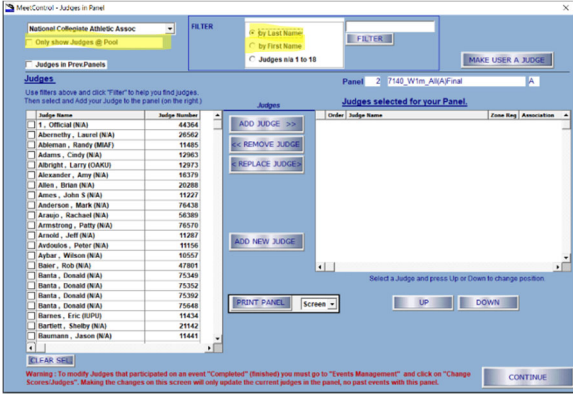 MeetControl - Judges in Panel
National Collegiate Athletic Assoc
Only show Judges @ Pool
Judges in Prev.Panels
FILTER
by Last Name
by First Name
Judges n/a 1 to 18
FILTER
MAKE USER A JUDGE
Judges
Use filters above and click "Filter" to help you find judges.
Then select and Add your Judge to the panel (on the right.)
Panel 2 7140_W1m_All(A)Final A
Judges
Judges selected for your Panel.
Judge Name Judge Number
1 , Official (N/A) 44364
Abernethy , Laurel (N/A) 26562
Ableman , Randy (MIAF) 11485
Adams , Cindy (N/A) 12963
Albright , Larry (OAKU) 12973
Alexander , Amy (N/A) 16379
Allen , Brian (N/A) 20288
Ames , John S (N/A) 11227
Anderson , Mark (N/A) 76438
Araujo , Rachael (N/A) 56389
Armstrong , Patty (N/A) 76570
Arnold , Jeff (N/A) 11287
Avdoulos , Peter (N/A) 11156
Aybar , Wilson (N/A) 10557
Baier , Rob (N/A) 47801
Banta , Donald (N/A) 75349
Banta , Donald (N/A) 75352
Banta , Donald (N/A) 75392
Banta , Donald (N/A) 75648
Barnes , Eric (IUPU) 11434
Bartlett , Shelby (N/A) 21142
Baumann , Jason (N/A) 11441
ADD JUDGE >>
<< REMOVE JUDGE
< REPLACE JUDGE>
ADD NEW JUDGE
Order Judge Name Zone Reg Association
Select a Judge and press Up or Down to change position.
PRINT PANEL Screen
UP DOWN
CLEAR SEL
Warning : To modify Judges that participated on an event "Completed" (finished) you must go to "Events Management" and click on "Change
Scores/Judges". Making the changes on this screen will only update the current judges in the panel, no past events with this panel.
CONTINUE